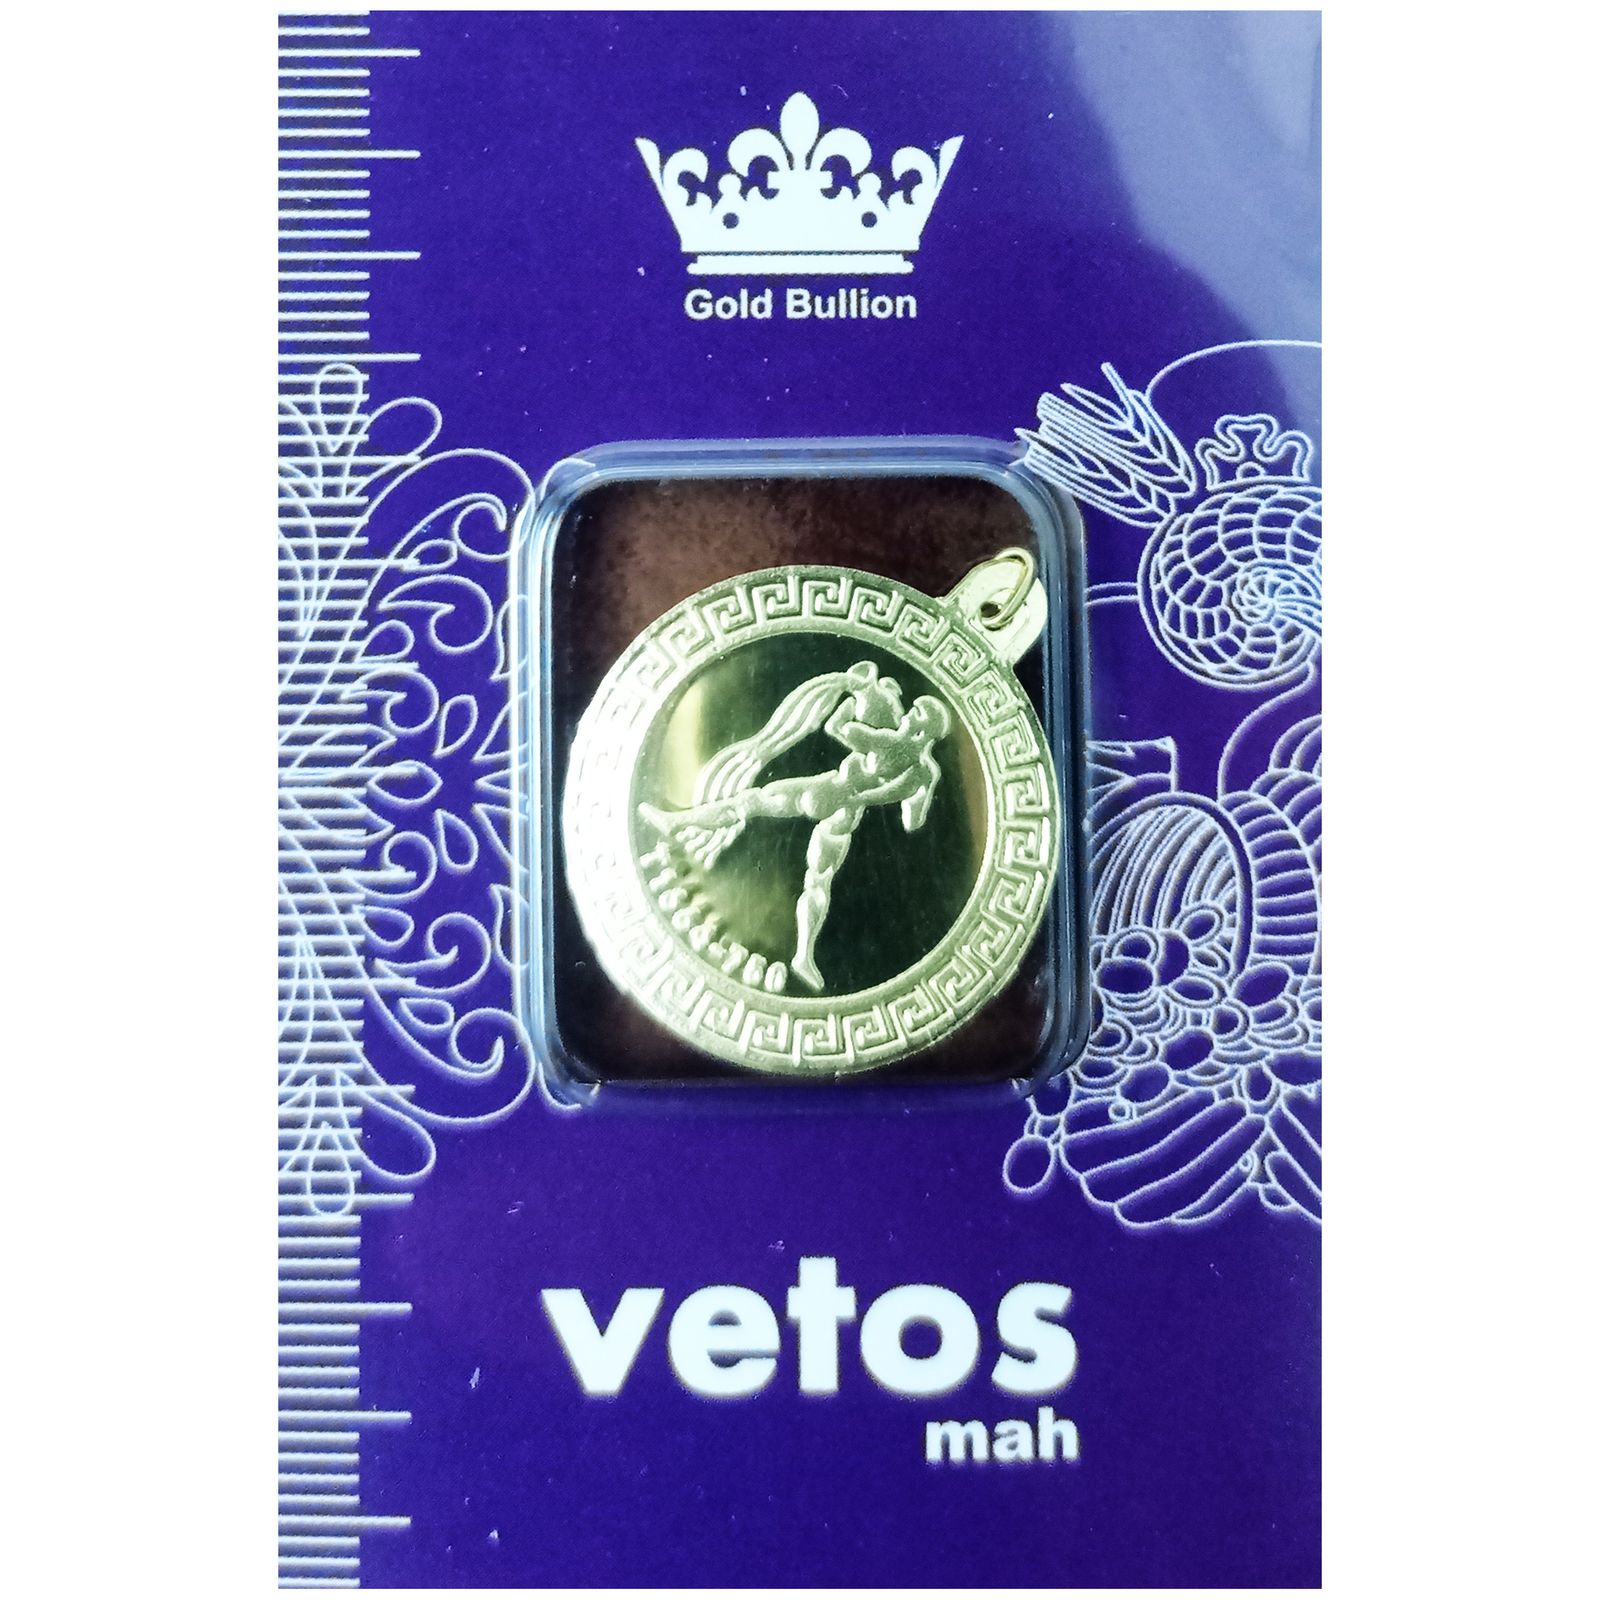 Gold Bullion
vetos
mah